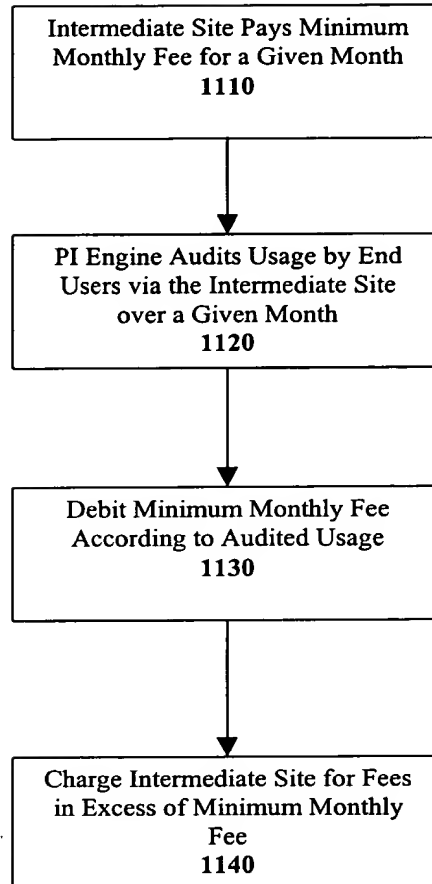 Intermediate Site Pays Minimum
Monthly Fee for a Given Month
1110
PI Engine Audits Usage by End
Users via the Intermediate Site
over a Given Month
1120
Debit Minimum Monthly Fee
According to Audited Usage
1130
Charge Intermediate Site for Fees
in Excess of Minimum Monthly
Fee
1140